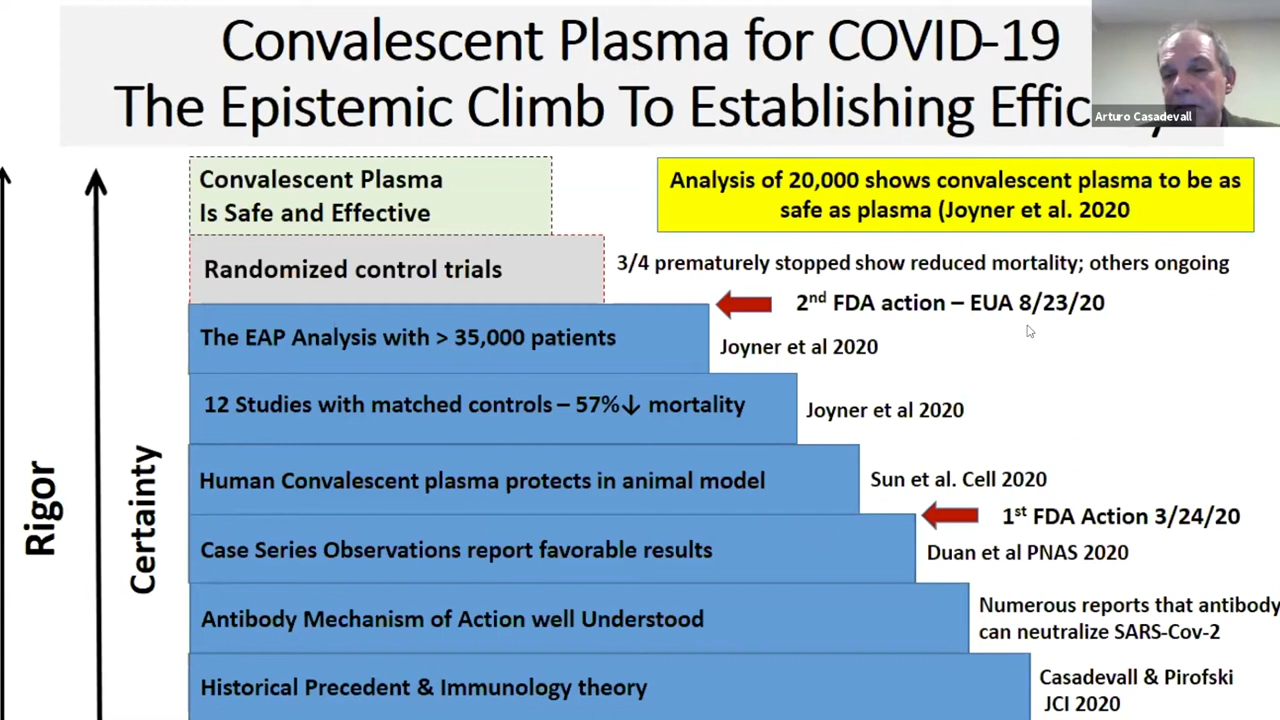 Convalescent Plasma for COVID-19
The Epistemic Climb To Establishing
Arturo Casadevall
Convalescent Plasma
Is Safe and Effective
Analysis of 20,000 shows convalescent plasma to be as
safe as plasma (Joyner et al. 2020
Randomized control trials
3/4 prematurely stopped show reduced mortality; others ongoing
2nd FDA action – EUA 8/23/20
The EAP Analysis with > 35,000 patients
Joyner et al 2020
12 Studies with matched controls – 57%↓ mortality
Joyner et al 2020
Human Convalescent plasma protects in animal model
Sun et al. Cell 2020
1st FDA Action 3/24/20
Case Series Observations report favorable results
Duan et al PNAS 2020
Antibody Mechanism of Action well Understood
Numerous reports that antibody
can neutralize SARS-Cov-2
Historical Precedent & Immunology theory
Casadevall & Pirofski
JCI 2020
Rigor
Certainty